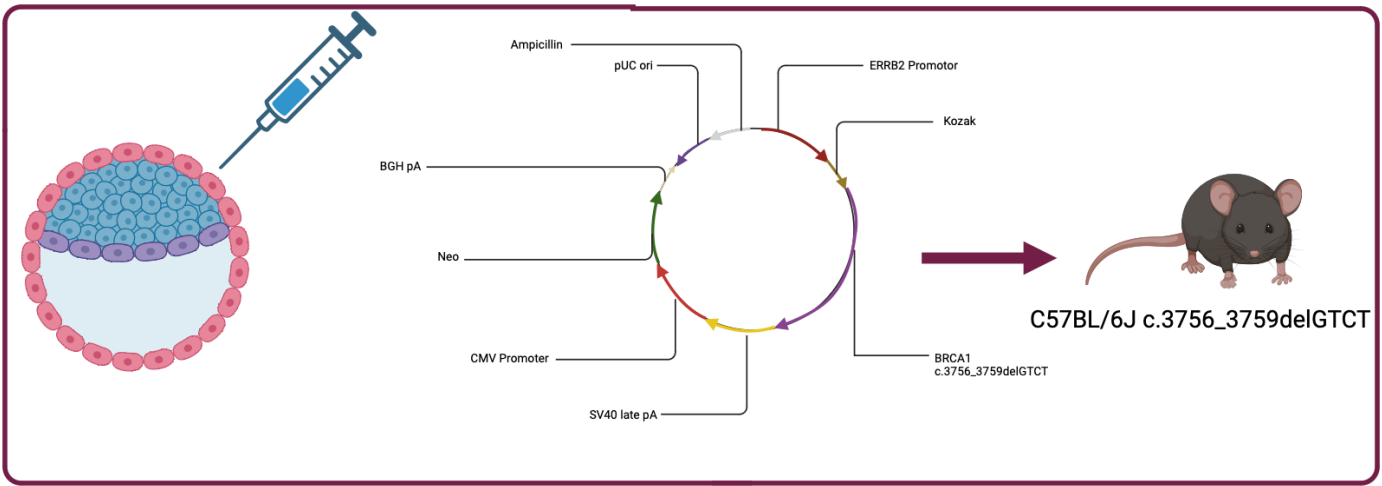 Ampicillin
pUC ori
ERRB2 Promotor
Kozak
BGH pA
Neo
CMV Promoter
SV40 late pA
BRCA1
c.3756_3759delGTCT
C57BL/6J c.3756_3759delGTCT